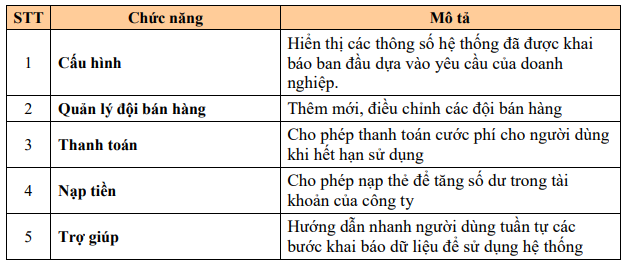 STT Chức năng Mô tả
1 Cấu hình Hiển thị các thông số hệ thống đã được khai
báo ban đầu dựa vào yêu cầu của doanh
nghiệp.
2 Quản lý đội bán hàng Thêm mới, điều chỉnh các đội bán hàng
3 Thanh toán Cho phép thanh toán cước phí cho người dùng
khi hết hạn sử dụng
4 Nạp tiền Cho phép nạp thẻ để tăng số dư trong tài
khoản của công ty
5 Trợ giúp Hướng dẫn nhanh người dùng tuần tự các
bước khai báo dữ liệu để sử dụng hệ thống